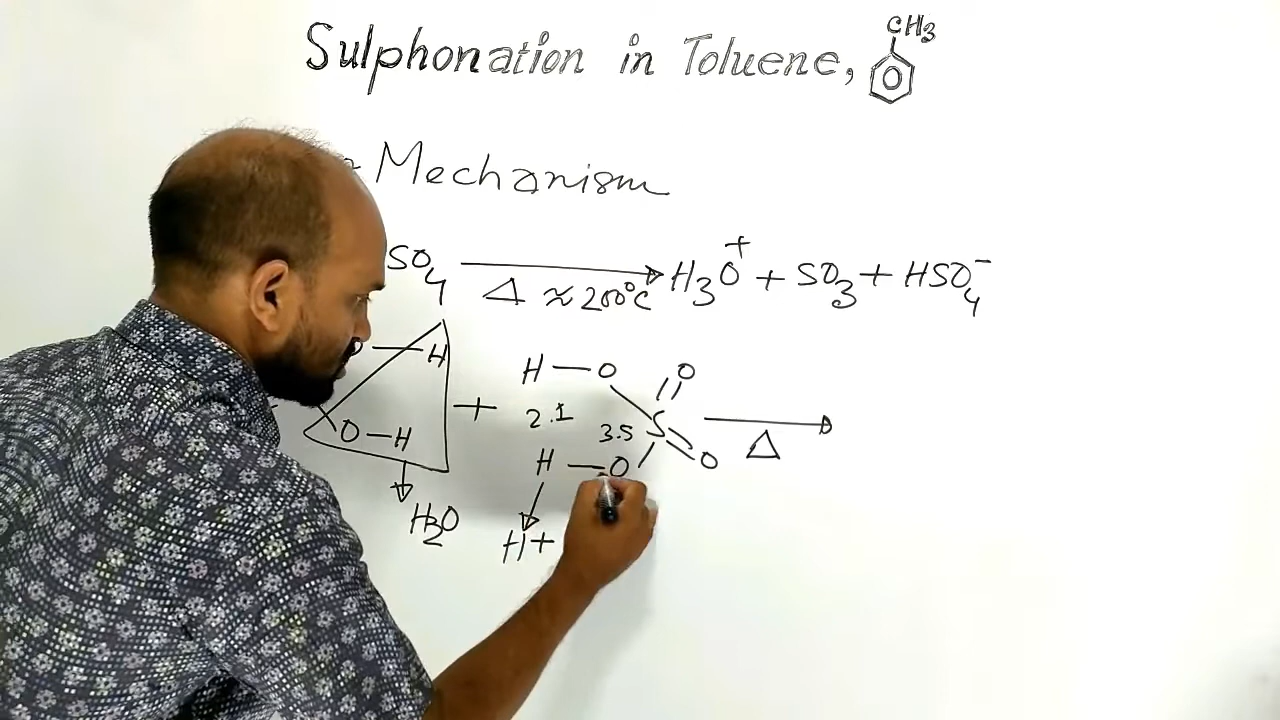 Sulphonation in Toluene, CH₃
Mechanism
SO₄ → H₃O⁺ + SO₃ + HSO₄⁻
Δ ≈ 200°C
H + H — O O
2.1 3.5 S → Δ
O — H H — O O
H₂O H+